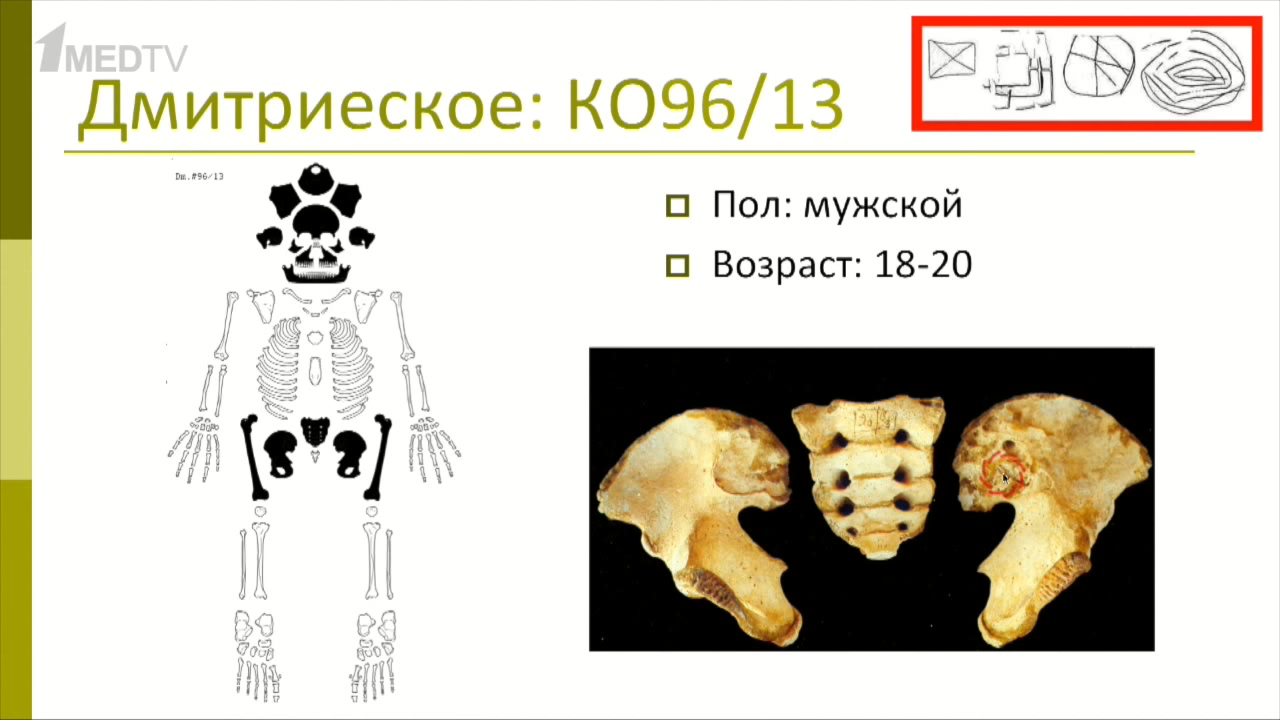 1MEDTV
Дмитриеское: КО96/13
Dm.#96/13
Пол: мужской
Возраст: 18-20